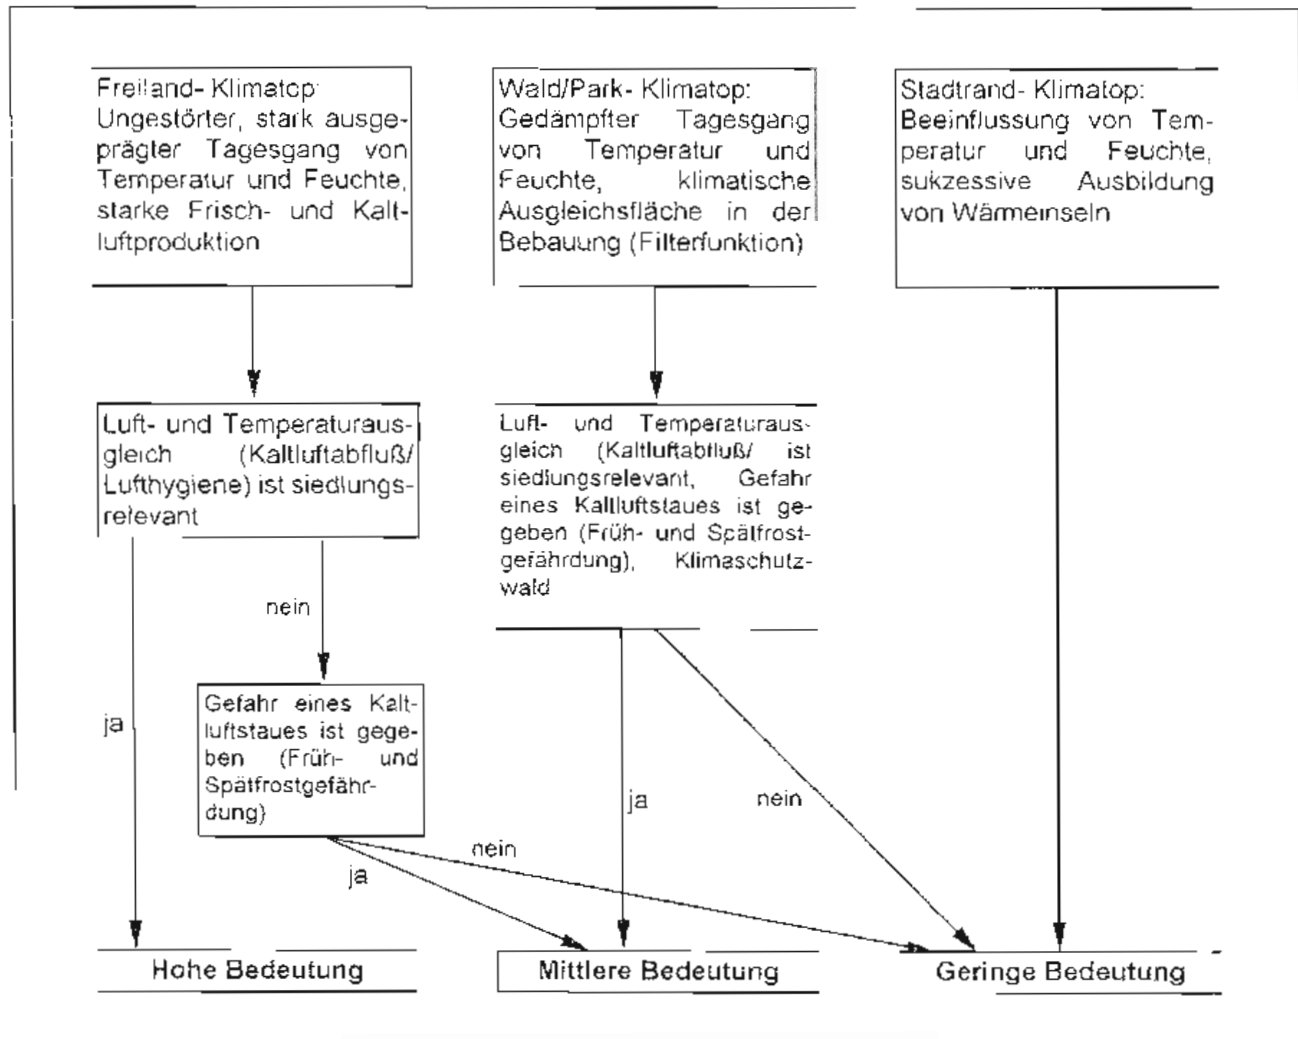 Freiland- Klimatop:
Ungestörter, stark ausge-
prägter Tagesgang von
Temperatur und Feuchte,
starke Frisch- und Kalt-
luftproduktion
Wald/Park- Klimatop:
Gedämpfter Tagesgang
von Temperatur und
Feuchte, klimatische
Ausgleichsfläche in der
Bebauung (Filterfunktion)
Stadtrand- Klimatop:
Beeinflussung von Tem-
peratur und Feuchte,
sukzessive Ausbildung
von Wärmeinseln
Luft- und Temperaturaus-
gleich (Kaltluftabfluß/
Lufthygiene) ist siedlungs-
relevant
Luft- und Temperaturaus-
gleich (Kaltluftabfluß/ ist
siedlungsrelevant, Gefahr
eines Kaltluftstaues ist ge-
geben (Früh- und Spätfrost-
gefährdung), Klimaschutz-
wald
nein
Gefahr eines Kalt-
luftstaues ist gege-
ben (Früh- und
Spätfrostgefähr-
dung)
ja
ja
nein
nein
ja
Hohe Bedeutung
Mittlere Bedeutung
Geringe Bedeutung